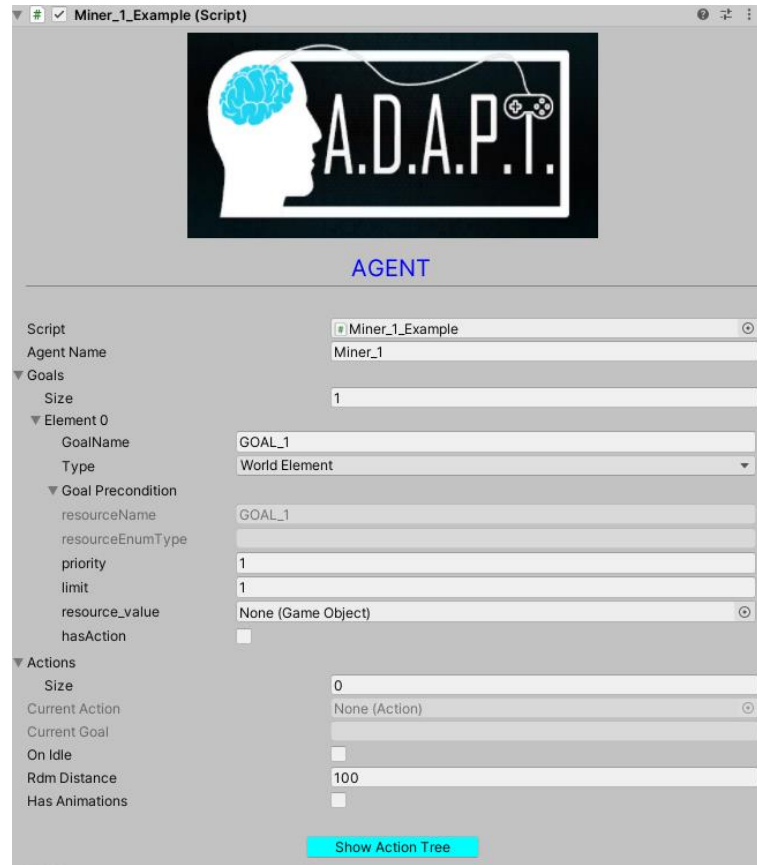 Miner_1_Example (Script)
A.D.A.P.T.
AGENT
Script Miner_1_Example
Agent Name Miner_1
Goals
Size 1
Element 0
GoalName GOAL_1
Type World Element
Goal Precondition
resourceName GOAL_1
resourceEnumType
priority 1
limit 1
resource_value None (Game Object)
hasAction
Actions
Size 0
Current Action None (Action)
Current Goal
On Idle
Rdm Distance 100
Has Animations
Show Action Tree